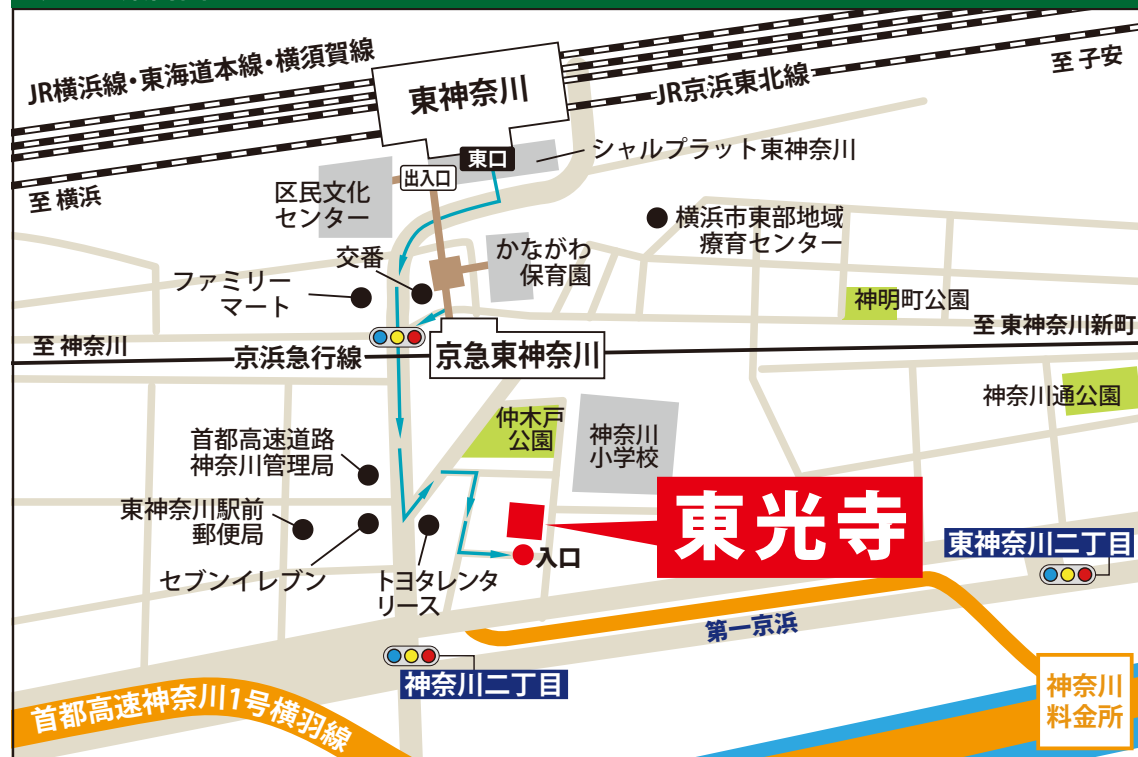 JR横浜線・東海道本線・横須賀線
東神奈川
JR京浜東北線
至 子安
至 横浜
東口
出入口
シャルプラット東神奈川
区民文化
センター
横浜市東部地域
療育センター
交番
かながわ
保育園
ファミリー
マート
神明町公園
至 神奈川
京浜急行線
京急東神奈川
至 東神奈川新町
神奈川通公園
仲木戸
公園
神奈川
小学校
首都高速道路
神奈川管理局
東神奈川駅前
郵便局
セブンイレブン
トヨタレンタ
リース
入口
東光寺
東神奈川二丁目
第一京浜
神奈川二丁目
首都高速神奈川1号横羽線
神奈川
料金所